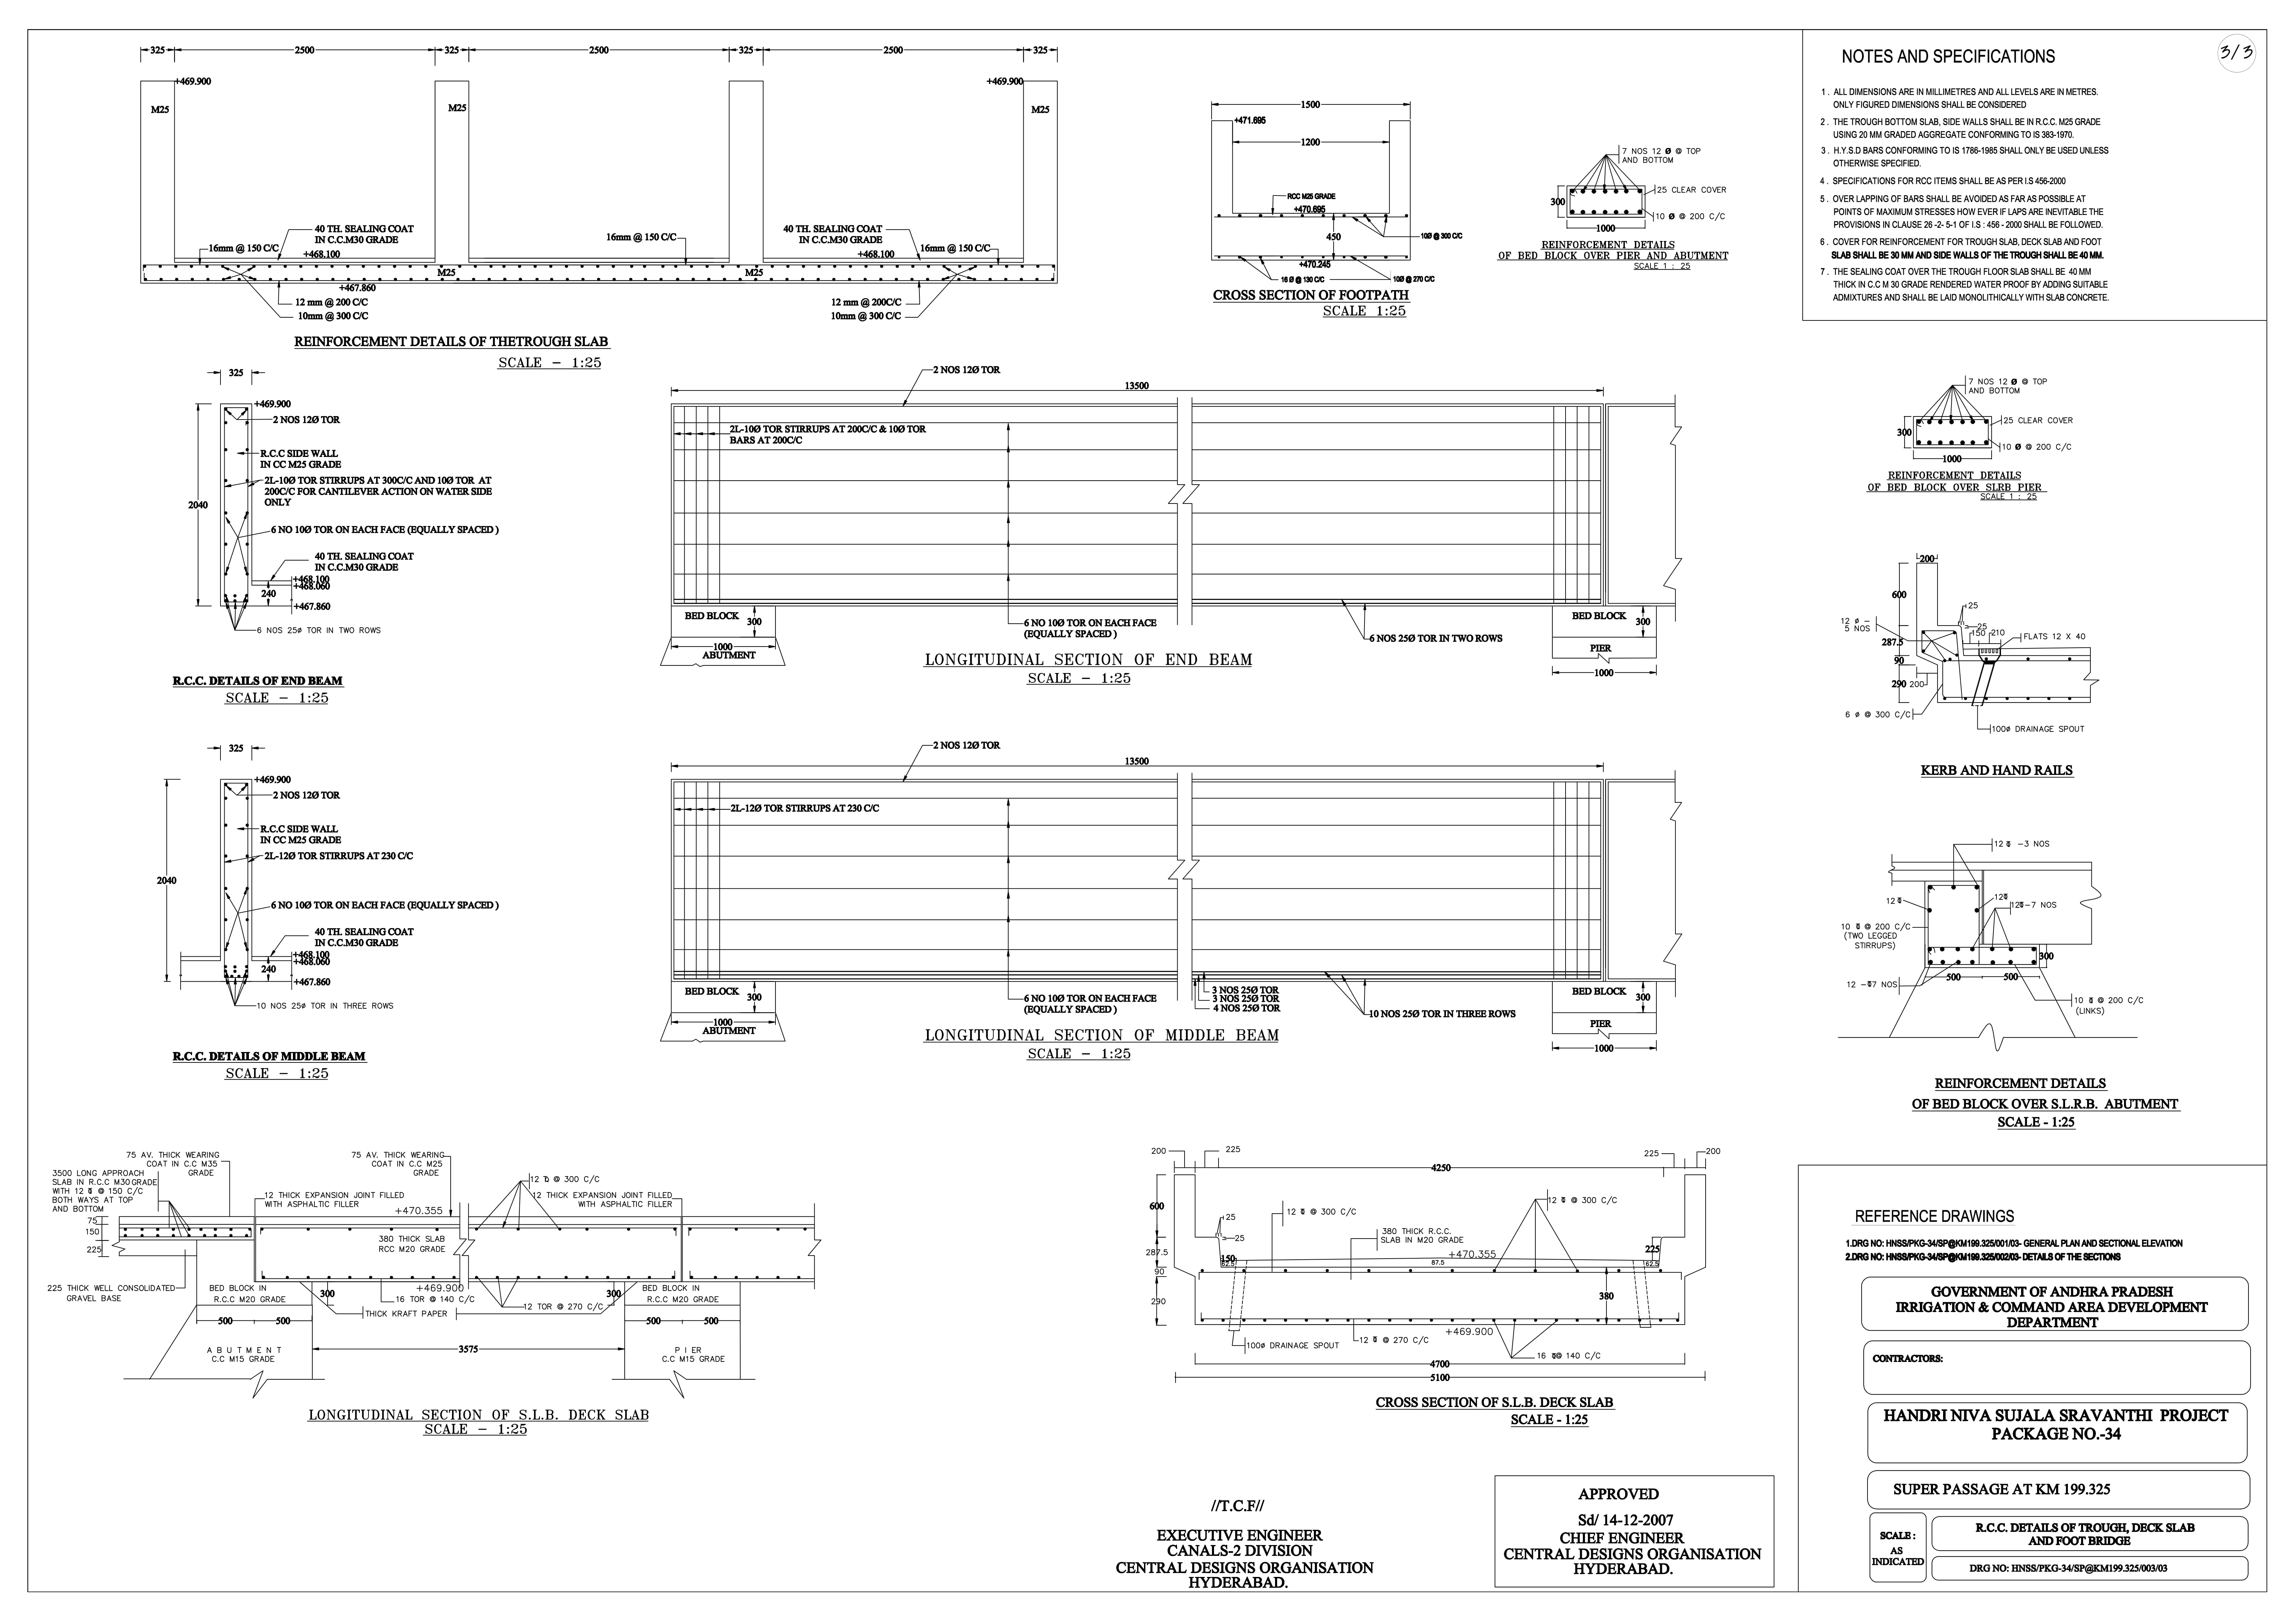 325
2500
325
2500
325
2500
325
+469.900
+469.900
M25
M25
M25
40 TH. SEALING COAT
IN C.C.M30 GRADE
16mm @ 150 C/C
+468.100
16mm @ 150 C/C
40 TH. SEALING COAT
IN C.C.M30 GRADE
16mm @ 150 C/C
+468.100
M25
M25
+467.860
12 mm @ 200 C/C
10mm @ 300 C/C
12 mm @ 200C/C
10mm @ 300 C/C
REINFORCEMENT DETAILS OF THETROUGH SLAB
SCALE - 1:25
1500
+471.695
1200
RCC M25 GRADE
+470.695
450
10Ø @ 300 C/C
+470.245
16 Ø @ 130 C/C
10Ø @ 270 C/C
CROSS SECTION OF FOOTPATH
SCALE 1:25
7 NOS 12 Ø @ TOP
AND BOTTOM
25 CLEAR COVER
300
10 Ø @ 200 C/C
1000
REINFORCEMENT DETAILS
OF BED BLOCK OVER PIER AND ABUTMENT
SCALE 1 : 25
NOTES AND SPECIFICATIONS
3/3
1 . ALL DIMENSIONS ARE IN MILLIMETRES AND ALL LEVELS ARE IN METRES.
ONLY FIGURED DIMENSIONS SHALL BE CONSIDERED
2 . THE TROUGH BOTTOM SLAB, SIDE WALLS SHALL BE IN R.C.C. M25 GRADE
USING 20 MM GRADED AGGREGATE CONFORMING TO IS 383-1970.
3 . H.Y.S.D BARS CONFORMING TO IS 1786-1985 SHALL ONLY BE USED UNLESS
OTHERWISE SPECIFIED.
4 . SPECIFICATIONS FOR RCC ITEMS SHALL BE AS PER I.S 456-2000
5 . OVER LAPPING OF BARS SHALL BE AVOIDED AS FAR AS POSSIBLE AT
POINTS OF MAXIMUM STRESSES HOW EVER IF LAPS ARE INEVITABLE THE
PROVISIONS IN CLAUSE 26 -2- 5-1 OF I.S : 456 - 2000 SHALL BE FOLLOWED.
6 . COVER FOR REINFORCEMENT FOR TROUGH SLAB, DECK SLAB AND FOOT
SLAB SHALL BE 30 MM AND SIDE WALLS OF THE TROUGH SHALL BE 40 MM.
7 . THE SEALING COAT OVER THE TROUGH FLOOR SLAB SHALL BE 40 MM
THICK IN C.C M 30 GRADE RENDERED WATER PROOF BY ADDING SUITABLE
ADMIXTURES AND SHALL BE LAID MONOLITHICALLY WITH SLAB CONCRETE.
325
+469.900
2 NOS 12Ø TOR
R.C.C SIDE WALL
IN CC M25 GRADE
2L-10Ø TOR STIRRUPS AT 300C/C AND 10Ø TOR AT
200C/C FOR CANTILEVER ACTION ON WATER SIDE
ONLY
2040
6 NO 10Ø TOR ON EACH FACE (EQUALLY SPACED )
40 TH. SEALING COAT
IN C.C.M30 GRADE
+468.100
+468.060
240
+467.860
6 NOS 25ø TOR IN TWO ROWS
R.C.C. DETAILS OF END BEAM
SCALE - 1:25
2 NOS 12Ø TOR
13500
2L-10Ø TOR STIRRUPS AT 200C/C & 10Ø TOR
BARS AT 200C/C
BED BLOCK
300
1000
ABUTMENT
6 NO 10Ø TOR ON EACH FACE
(EQUALLY SPACED )
6 NOS 25Ø TOR IN TWO ROWS
BED BLOCK
300
PIER
1000
LONGITUDINAL SECTION OF END BEAM
SCALE - 1:25
7 NOS 12 Ø @ TOP
AND BOTTOM
25 CLEAR COVER
300
10 Ø @ 200 C/C
1000
REINFORCEMENT DETAILS
OF BED BLOCK OVER SLRB PIER
SCALE 1 : 25
200
600
25
12 ø -
5 NOS
25
150
210
287.5
FLATS 12 X 40
90
290
200
6 ø @ 300 C/C
100ø DRAINAGE SPOUT
KERB AND HAND RAILS
325
+469.900
2 NOS 12Ø TOR
R.C.C SIDE WALL
IN CC M25 GRADE
2L-12Ø TOR STIRRUPS AT 230 C/C
2040
6 NO 10Ø TOR ON EACH FACE (EQUALLY SPACED )
40 TH. SEALING COAT
IN C.C.M30 GRADE
+468.100
+468.060
240
+467.860
10 NOS 25ø TOR IN THREE ROWS
R.C.C. DETAILS OF MIDDLE BEAM
SCALE - 1:25
2 NOS 12Ø TOR
13500
2L-12Ø TOR STIRRUPS AT 230 C/C
BED BLOCK
300
1000
ABUTMENT
6 NO 10Ø TOR ON EACH FACE
(EQUALLY SPACED )
3 NOS 25Ø TOR
3 NOS 25Ø TOR
4 NOS 25Ø TOR
10 NOS 25Ø TOR IN THREE ROWS
BED BLOCK
300
PIER
1000
LONGITUDINAL SECTION OF MIDDLE BEAM
SCALE - 1:25
12 -3 NOS
12
12
12 -7 NOS
10 @ 200 C/C
(TWO LEGGED
STIRRUPS)
300
500
500
12 - 7 NOS
10 @ 200 C/C
(LINKS)
REINFORCEMENT DETAILS
OF BED BLOCK OVER S.L.R.B. ABUTMENT
SCALE - 1:25
75 AV. THICK WEARING
COAT IN C.C M35
GRADE
3500 LONG APPROACH
SLAB IN R.C.C M30GRADE
WITH 12 @ 150 C/C
BOTH WAYS AT TOP
AND BOTTOM
75
150
225
75 AV. THICK WEARING
COAT IN C.C M25
GRADE
12 THICK EXPANSION JOINT FILLED
WITH ASPHALTIC FILLER
+470.355
12 @ 300 C/C
12 THICK EXPANSION JOINT FILLED
WITH ASPHALTIC FILLER
380 THICK SLAB
RCC M20 GRADE
225 THICK WELL CONSOLIDATED
GRAVEL BASE
BED BLOCK IN
R.C.C M20 GRADE
300
+469.900
16 TOR @ 140 C/C
THICK KRAFT PAPER
12 TOR @ 270 C/C
300
BED BLOCK IN
R.C.C M20 GRADE
500
500
500
500
3575
ABUTMENT
C.C M15 GRADE
PIER
C.C M15 GRADE
LONGITUDINAL SECTION OF S.L.B. DECK SLAB
SCALE - 1:25
200
225
4250
225
200
600
12 @ 300 C/C
12 @ 300 C/C
25
25
380 THICK R.C.C.
SLAB IN M20 GRADE
287.5
150
+470.355
225
62.5
87.5
62.5
90
290
380
+469.900
100ø DRAINAGE SPOUT
12 @ 270 C/C
16 @ 140 C/C
4700
5100
CROSS SECTION OF S.L.B. DECK SLAB
SCALE - 1:25
//T.C.F//
EXECUTIVE ENGINEER
CANALS-2 DIVISION
CENTRAL DESIGNS ORGANISATION
HYDERABAD.
APPROVED
Sd/ 14-12-2007
CHIEF ENGINEER
CENTRAL DESIGNS ORGANISATION
HYDERABAD.
REFERENCE DRAWINGS
1.DRG NO: HNSS/PKG-34/SP@KM199.325/001/03- GENERAL PLAN AND SECTIONAL ELEVATION
2.DRG NO: HNSS/PKG-34/SP@KM199.325/002/03- DETAILS OF THE SECTIONS
GOVERNMENT OF ANDHRA PRADESH
IRRIGATION & COMMAND AREA DEVELOPMENT
DEPARTMENT
CONTRACTORS:
HANDRI NIVA SUJALA SRAVANTHI PROJECT
PACKAGE NO.-34
SUPER PASSAGE AT KM 199.325
SCALE :
AS
INDICATED
R.C.C. DETAILS OF TROUGH, DECK SLAB
AND FOOT BRIDGE
DRG NO: HNSS/PKG-34/SP@KM199.325/003/03